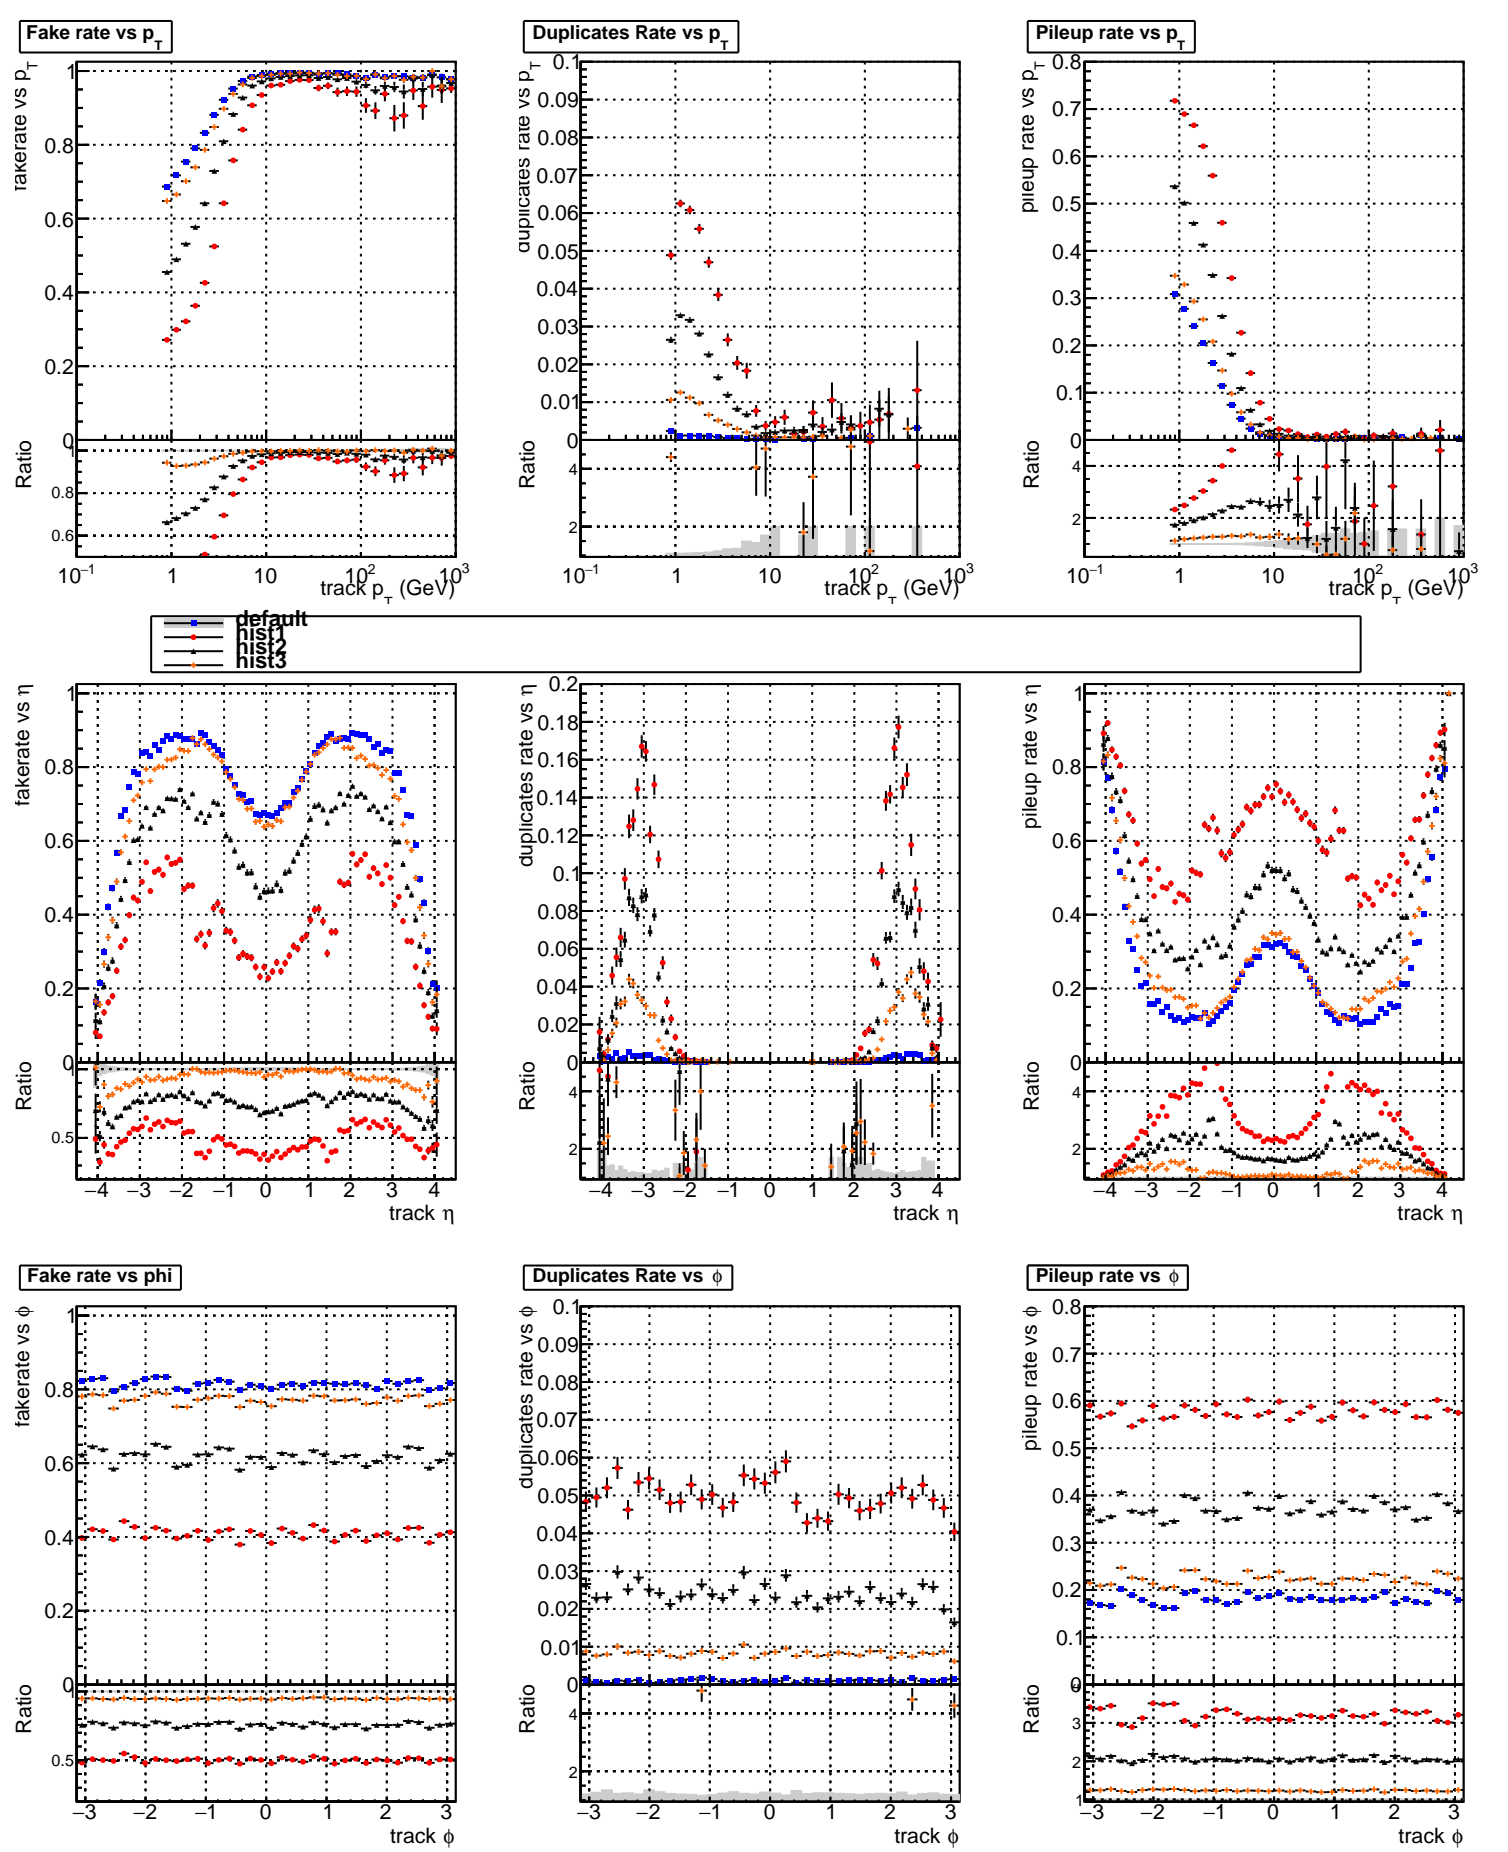 Fake rate vs p_T
Duplicates Rate vs p_T
Pileup rate vs p_T
fakerate vs p_T
1
0.8
0.6
0.4
0.2
0
Ratio
1
0.8
0.6
10^−1
1
10
10^2
10^3
track p_T (GeV)
duplicates rate vs p_T
0.1
0.09
0.08
0.07
0.06
0.05
0.04
0.03
0.02
0.01
0
Ratio
4
2
10^−1
1
10
10^2
10^3
track p_T (GeV)
pileup rate vs p_T
0.8
0.7
0.6
0.5
0.4
0.3
0.2
0.1
0
Ratio
4
2
10^−1
1
10
10^2
10^3
track p_T (GeV)
default
hist1
hist2
hist3
fakerate vs η
1
0.8
0.6
0.4
0.2
0
Ratio
0.5
−4 −3 −2 −1 0 1 2 3 4
track η
duplicates rate vs η
0.2
0.18
0.16
0.14
0.12
0.1
0.08
0.06
0.04
0.02
0
Ratio
4
2
−4 −3 −2 −1 0 1 2 3 4
track η
pileup rate vs η
1
0.8
0.6
0.4
0.2
0
Ratio
4
2
−4 −3 −2 −1 0 1 2 3 4
track η
Fake rate vs phi
Duplicates Rate vs ϕ
Pileup rate vs ϕ
fakerate vs ϕ
1
0.8
0.6
0.4
0.2
0
Ratio
1
0.5
−3 −2 −1 0 1 2 3
track ϕ
duplicates rate vs ϕ
0.1
0.09
0.08
0.07
0.06
0.05
0.04
0.03
0.02
0.01
0
Ratio
4
2
−3 −2 −1 0 1 2 3
track ϕ
pileup rate vs ϕ
0.8
0.7
0.6
0.5
0.4
0.3
0.2
0.1
0
Ratio
3
2
1
−3 −2 −1 0 1 2 3
track ϕ